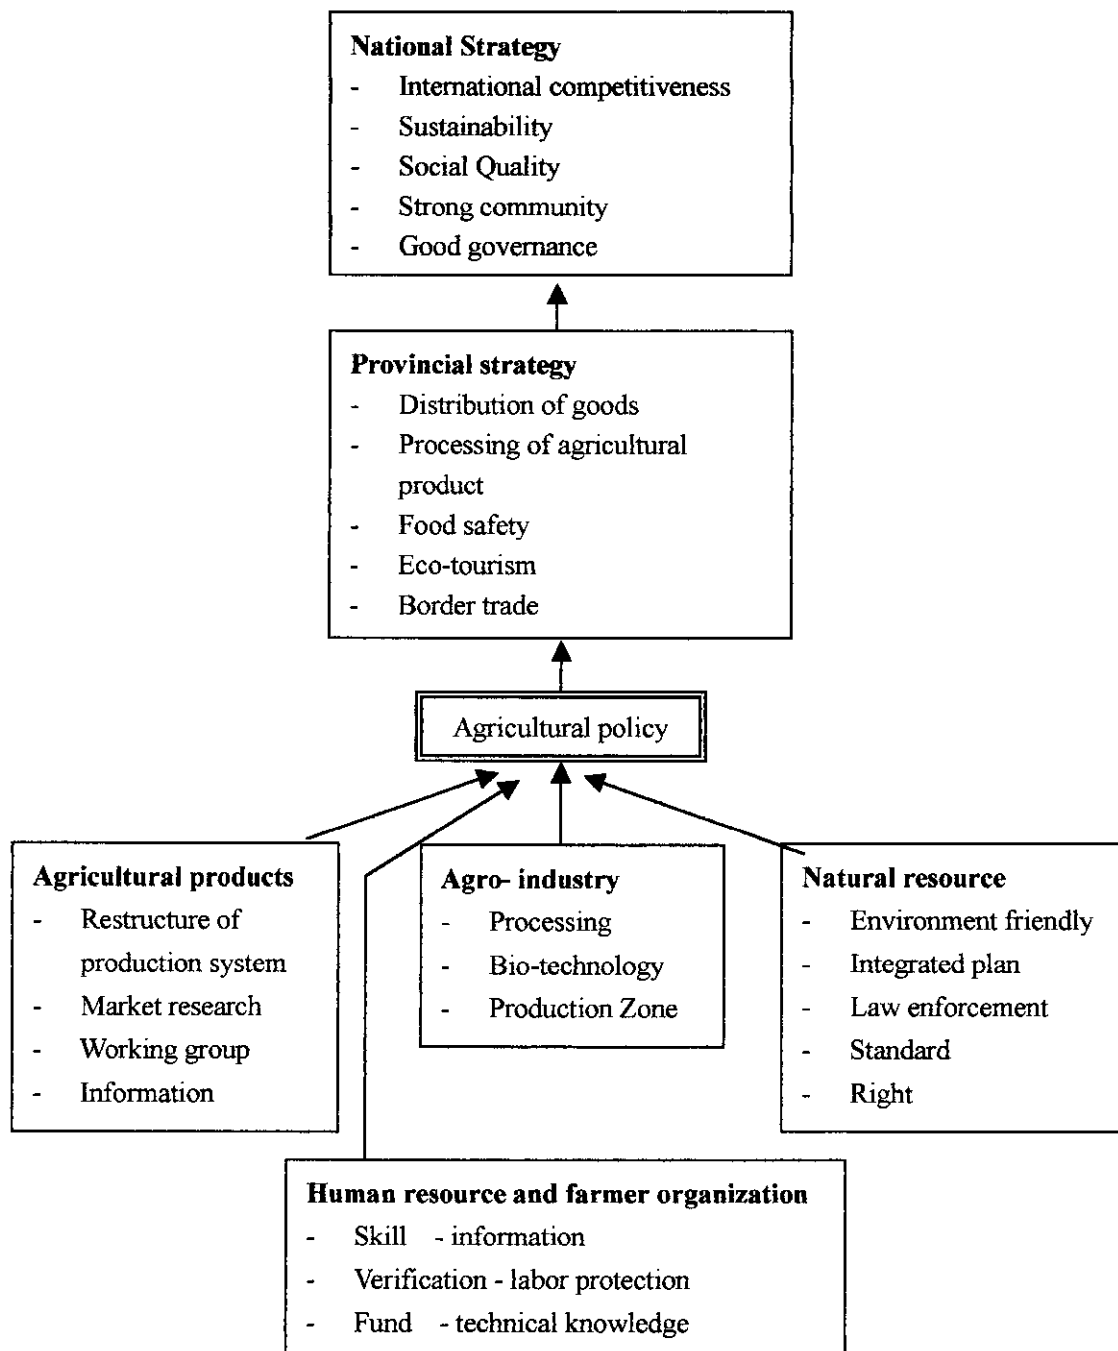 National Strategy
- International competitiveness
- Sustainability
- Social Quality
- Strong community
- Good governance
Provincial strategy
- Distribution of goods
- Processing of agricultural
product
- Food safety
- Eco-tourism
- Border trade
Agricultural policy
Agricultural products
- Restructure of
production system
- Market research
- Working group
- Information
Agro- industry
- Processing
- Bio-technology
- Production Zone
Natural resource
- Environment friendly
- Integrated plan
- Law enforcement
- Standard
- Right
Human resource and farmer organization
- Skill - information
- Verification - labor protection
- Fund - technical knowledge